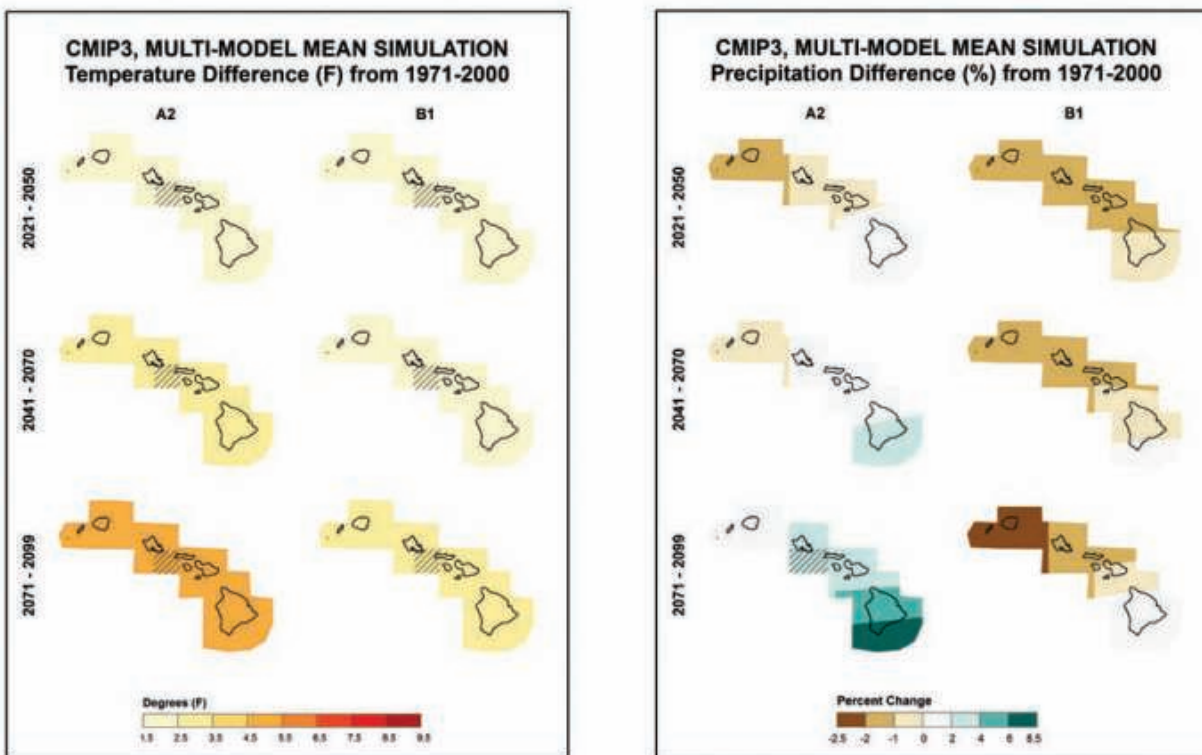 CMIP3, MULTI-MODEL MEAN SIMULATION
Temperature Difference (F) from 1971-2000
A2
B1
2021 - 2050
2041 - 2070
2071 - 2099
Degrees (F)
1.5 2.5 3.5 4.5 5.5 6.5 7.5 8.5 9.5
CMIP3, MULTI-MODEL MEAN SIMULATION
Precipitation Difference (%) from 1971-2000
A2
B1
2021 - 2050
2041 - 2070
2071 - 2099
Percent Change
-2.5 -2 -1 0 2 4 6 6.5